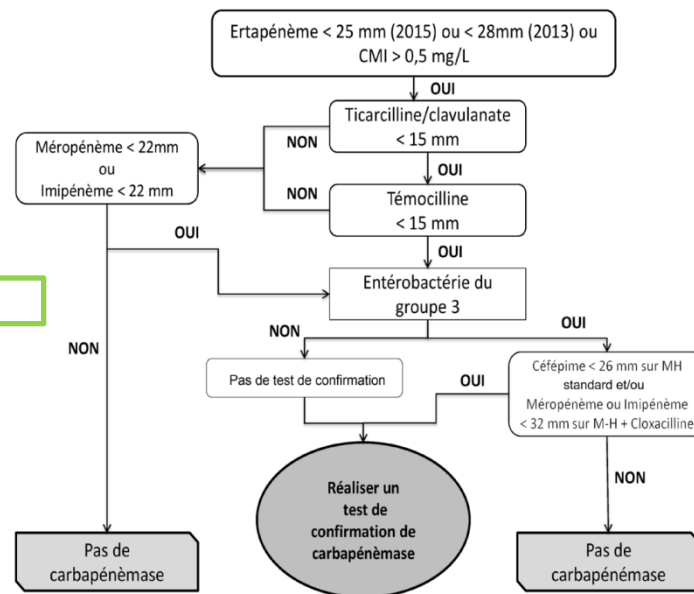 Ertapénème < 25 mm (2015) ou < 28mm (2013) ou
CMI > 0,5 mg/L
OUI
Ticarcilline/clavulanate
< 15 mm
NON
Méropénème < 22mm
ou
Imipénème < 22 mm
OUI
NON
Témocilline
< 15 mm
OUI
OUI
Entérobactérie du
groupe 3
NON
NON
OUI
Pas de test de confirmation
OUI
Céfépime < 26 mm sur MH
standard et/ou
Méropénème ou Imipénème
< 32 mm sur M-H + Cloxacilline
Réaliser un
test de
confirmation de
carbapénèmase
NON
Pas de
carbapénèmase
Pas de
carbapénémase